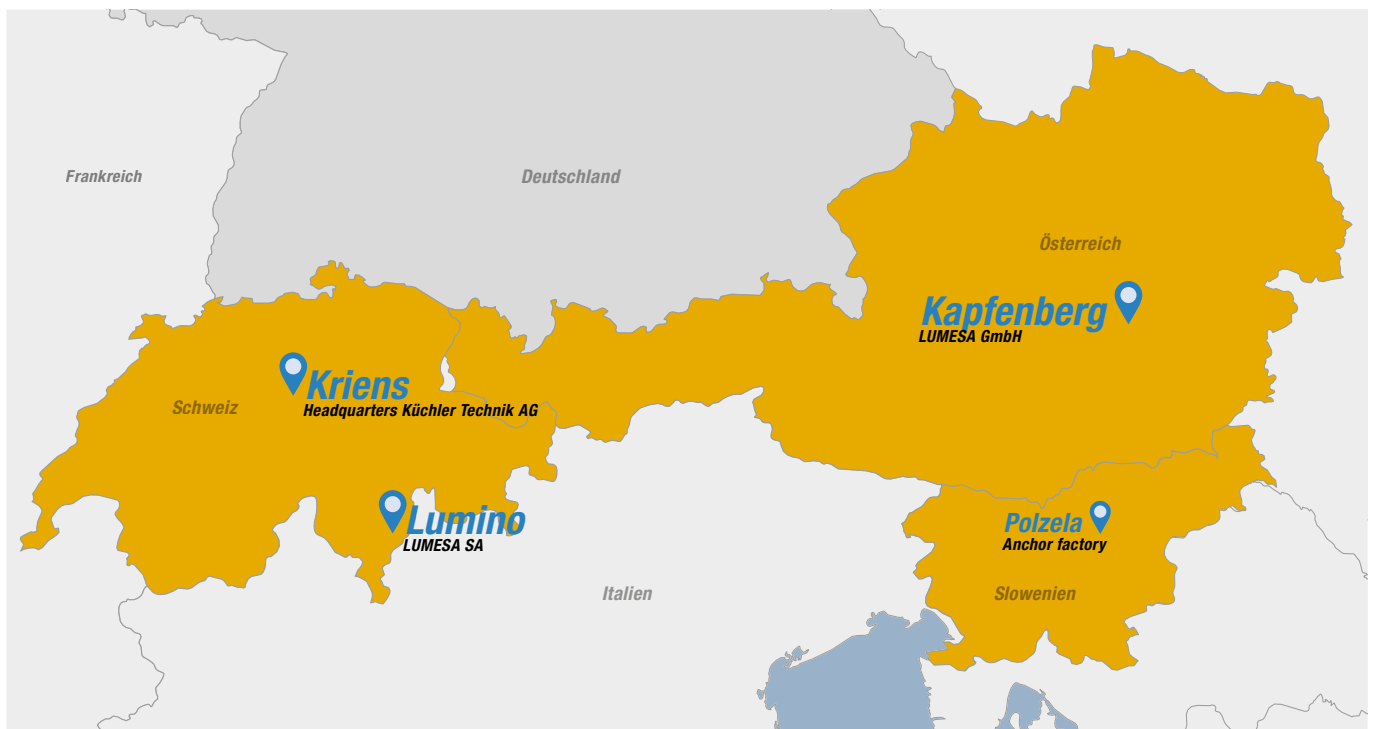 Frankreich
Deutschland
Österreich
Kapfenberg
LUMESA GmbH
Kriens
Headquarters Küchler Technik AG
Schweiz
Lumino
LUMESA SA
Polzela
Anchor factory
Italien
Slowenien